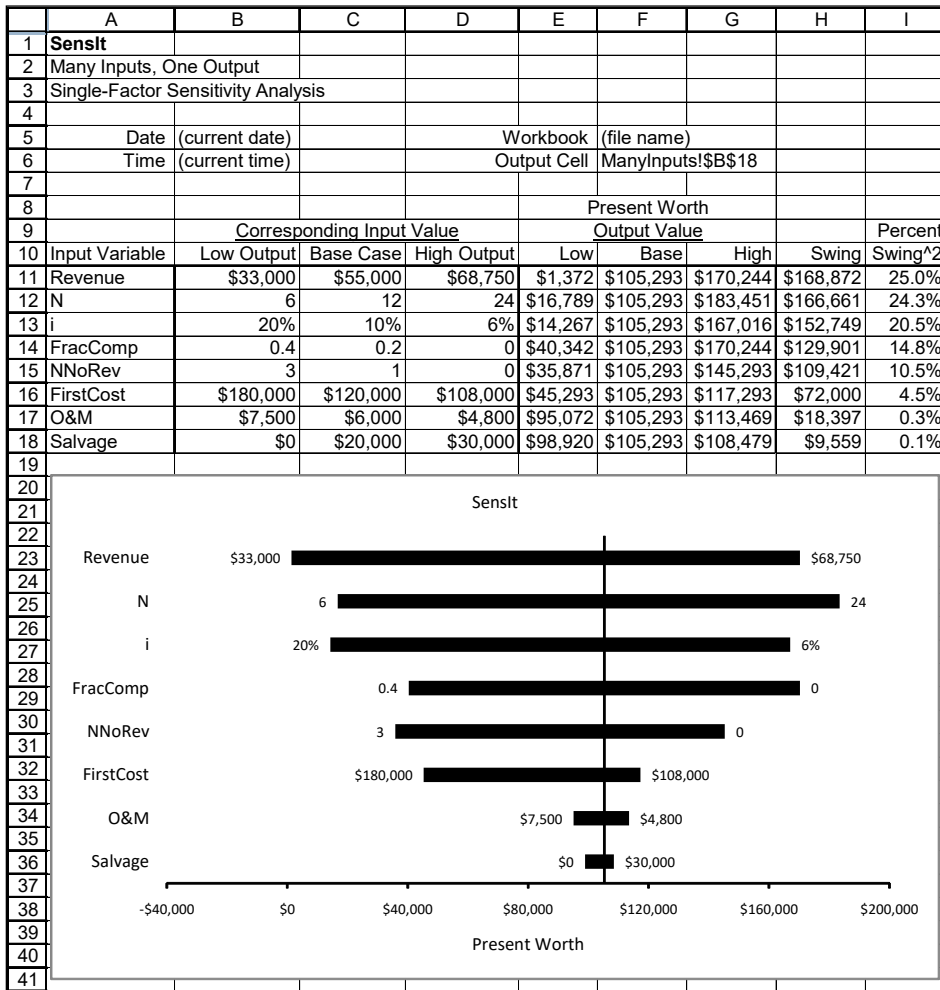 A B C D E F G H I
1 SensIt
2 Many Inputs, One Output
3 Single-Factor Sensitivity Analysis
4
5 Date (current date) Workbook (file name)
6 Time (current time) Output Cell ManyInputs!$B$18
7
8 Present Worth
9 Corresponding Input Value Output Value Percent
10 Input Variable Low Output Base Case High Output Low Base High Swing Swing^2
11 Revenue $33,000 $55,000 $68,750 $1,372 $105,293 $170,244 $168,872 25.0%
12 N 6 12 24 $16,789 $105,293 $183,451 $166,661 24.3%
13 i 20% 10% 6% $14,267 $105,293 $167,016 $152,749 20.5%
14 FracComp 0.4 0.2 0 $40,342 $105,293 $170,244 $129,901 14.8%
15 NNoRev 3 1 0 $35,871 $105,293 $145,293 $109,421 10.5%
16 FirstCost $180,000 $120,000 $108,000 $45,293 $105,293 $117,293 $72,000 4.5%
17 O&M $7,500 $6,000 $4,800 $95,072 $105,293 $113,469 $18,397 0.3%
18 Salvage $0 $20,000 $30,000 $98,920 $105,293 $108,479 $9,559 0.1%
19
20
21 SensIt
22
23 Revenue $33,000 $68,750
24
25 N 6 24
26
27 i 20% 6%
28
29 FracComp 0.4 0
30
31 NNoRev 3 0
32 FirstCost $180,000 $108,000
33
34 O&M $7,500 $4,800
35
36 Salvage $0 $30,000
37
38 -$40,000 $0 $40,000 $80,000 $120,000 $160,000 $200,000
39
40 Present Worth
41